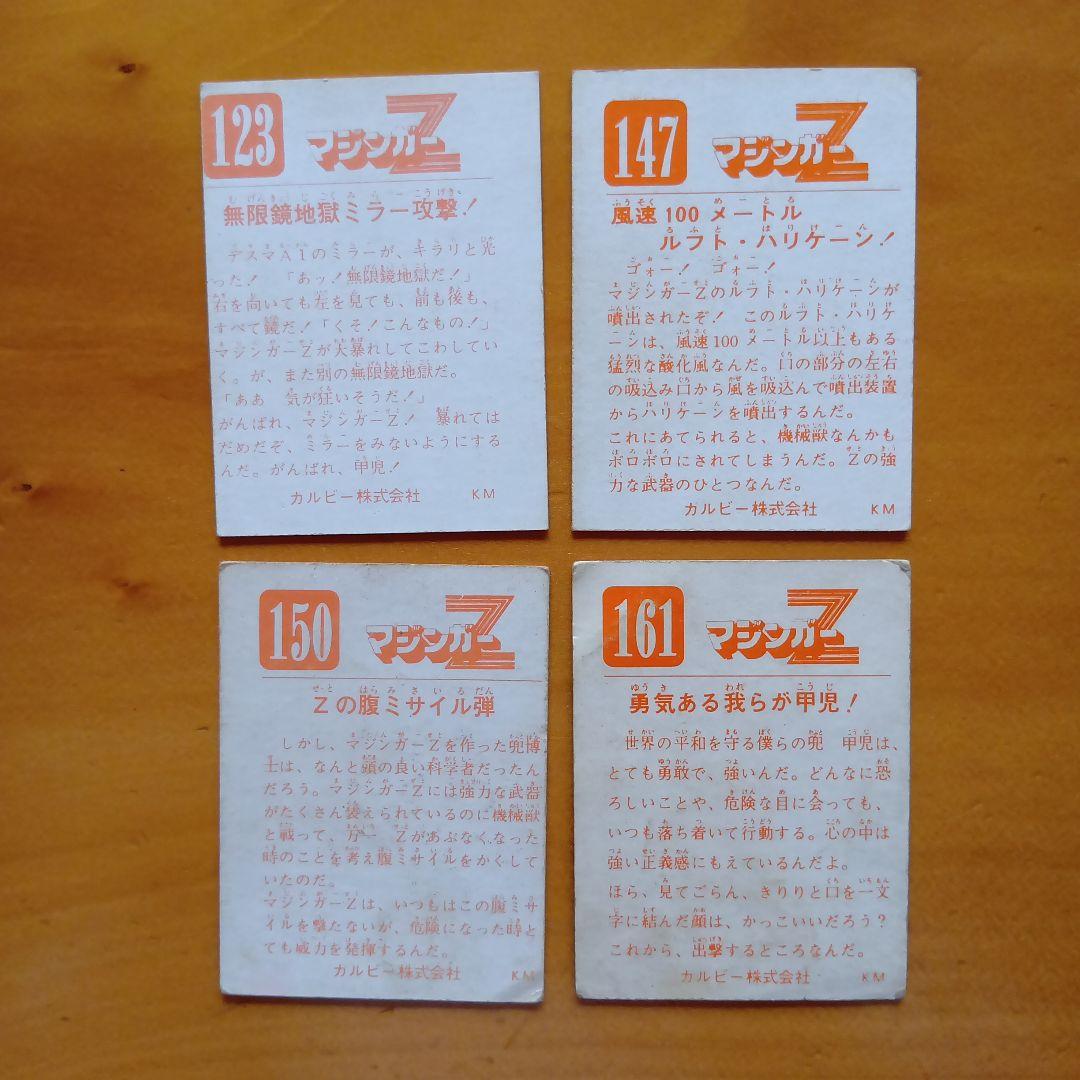 123
マジンガーZ
無限鏡地獄ミラー攻撃!
デスマA1のミラーが、キラリと光
った! 「あッ! 無限鏡地獄だ!」
右を向いても左を見ても、前も後も、
すべて鏡だ!「くそ!こんなもの!」
マジンガーZが大暴れしてこわしてい
く。が、また別の無限鏡地獄だ。
「ああ 気が狂いそうだ!」
がんばれ、マジンガーZ! 暴れては
だめだぞ、ミラーをみないようにする
んだ。がんばれ、甲児!
カルビー株式会社 KM
147
マジンガーZ
風速100メートル
ルフト・ハリケーン!
ゴォー! ゴォー!
マジンガーZのルフト・ハリケニンが
噴出されたぞ! このルフト・ハリケ
ーンは、風速100メートル以上もある
猛烈な酸化風なんだ。口の部分の左右
の吸込み口から風を吸込んで噴出装置
からハリケーンを噴出するんだ。
これにあてられると、機械獣なんかも
ボロボロにされてしまうんだ。Zの強
力な武器のひとつなんだ。
カルビー株式会社 KM
150
マジンガーZ
Zの腹ミサイル弾
しかし、マジンガーZを作った兜博
士は、なんと頭の良い科学者だったん
だろう。マジンガーZには強力な武器
がたくさん装えられているのに機械獣
と戦って、万一 Zがあぶなくなった
時のことを考え腹ミサイルをかくして
いたのだ。
マジンガーZは、いつもはこの腹ミサ
イルを撃たないが、危険になった時と
ても威力を発揮するんだ。
カルビー株式会社 KM
161
マジンガーZ
勇気ある我らが甲児!
世界の平和を守る僕らの兜 甲児は、
とても勇敢で、強いんだ。どんなに恐
ろしいことや、危険な目に会っても、
いつも落ち着いて行動する。心の中は
強い正義感にもえているんだよ。
ほら、見てごらん、きりりと口を一文
字に結んだ顔は、かっこいいだろう?
これから、出撃するところなんだ。
カルビー株式会社 KM